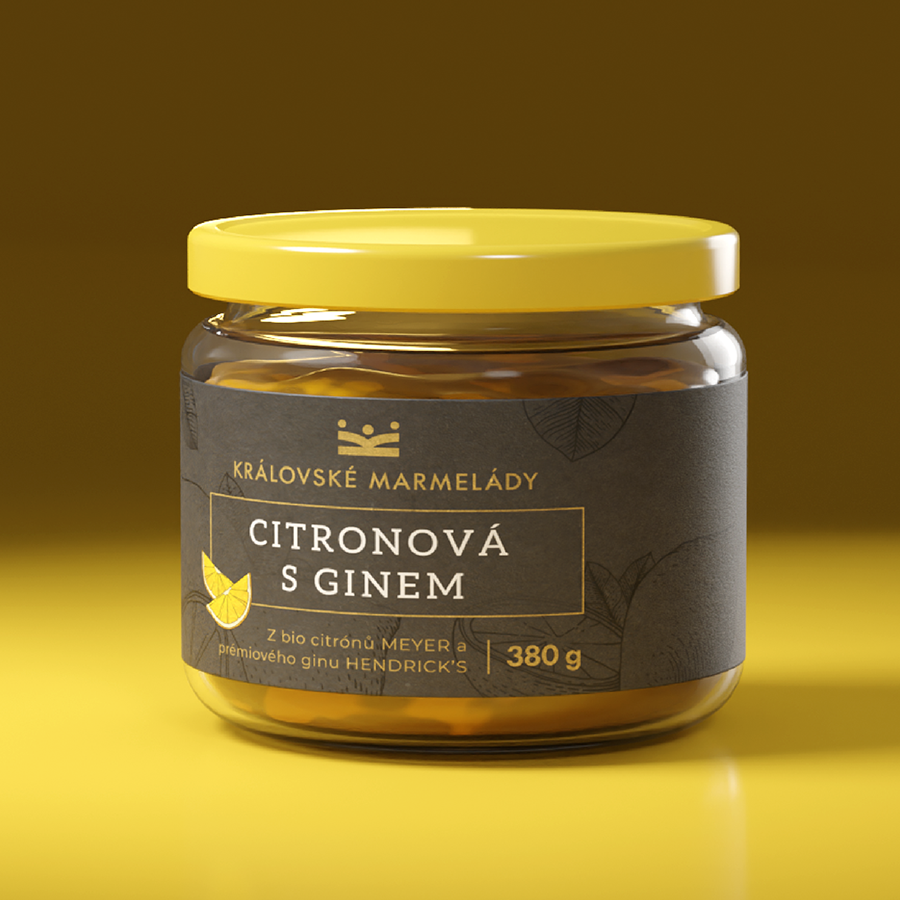 KRÁLOVSKÉ MARMELÁDY
CITRONOVÁ
S GINEM
Z bio citrónů MEYER a
prémiového ginu HENDRICK'S
380 g